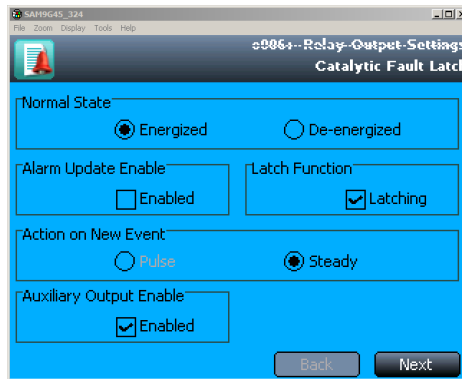 SAM9G45_324
File Zoom Display Tools Help
Relay-Output-Settings
Catalytic Fault Latch
Normal State
Energized De-energized
Alarm Update Enable Latch Function
Enabled Latching
Action on New Event
Pulse Steady
Auxiliary Output Enable
Enabled
Back Next